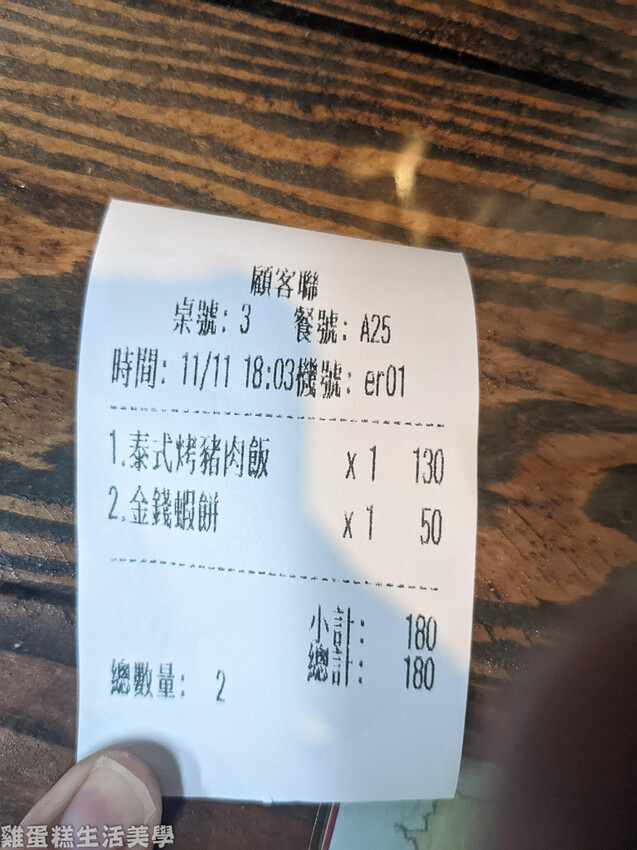 顧客聯
桌號: 3 餐號: A25
時間: 11/11 18:03機號: er01
1.泰式烤豬肉飯 x 1 130
2.金錢蝦餅 x 1 50
小計: 180
總計: 180
總數量: 2
雞蛋糕生活美學